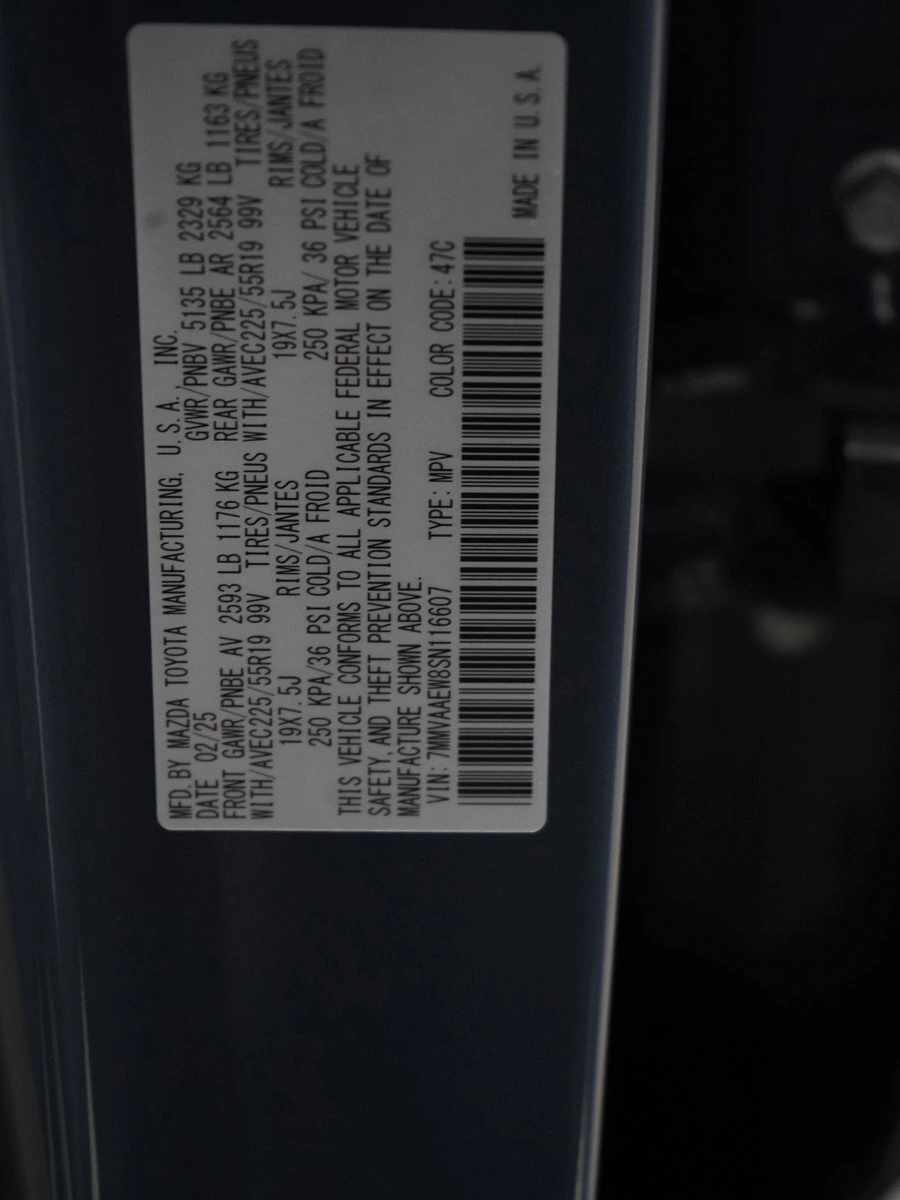 MFD. BY MAZDA TOYOTA MANUFACTURING, U.S.A., INC.
DATE 02/25 GVWR/PNBV 5135 LB 2329 KG
FRONT GAWR/PNBE AV 2593 LB 1176 KG REAR GAWR/PNBE AR 2564 LB 1163 KG
WITH/AVEC225/55R19 99V TIRES/PNEUS WITH/AVEC225/55R19 99V TIRES/PNEUS
19X7.5J RIMS/JANTES 19X7.5J RIMS/JANTES
250 KPA/36 PSI COLD/A FROID 250 KPA/ 36 PSI COLD/A FROID
THIS VEHICLE CONFORMS TO ALL APPLICABLE FEDERAL MOTOR VEHICLE
SAFETY, AND THEFT PREVENTION STANDARDS IN EFFECT ON THE DATE OF
MANUFACTURE SHOWN ABOVE.
VIN: 7MMVAAEW8SN116607 TYPE: MPV COLOR CODE: 47C
MADE IN U.S.A.